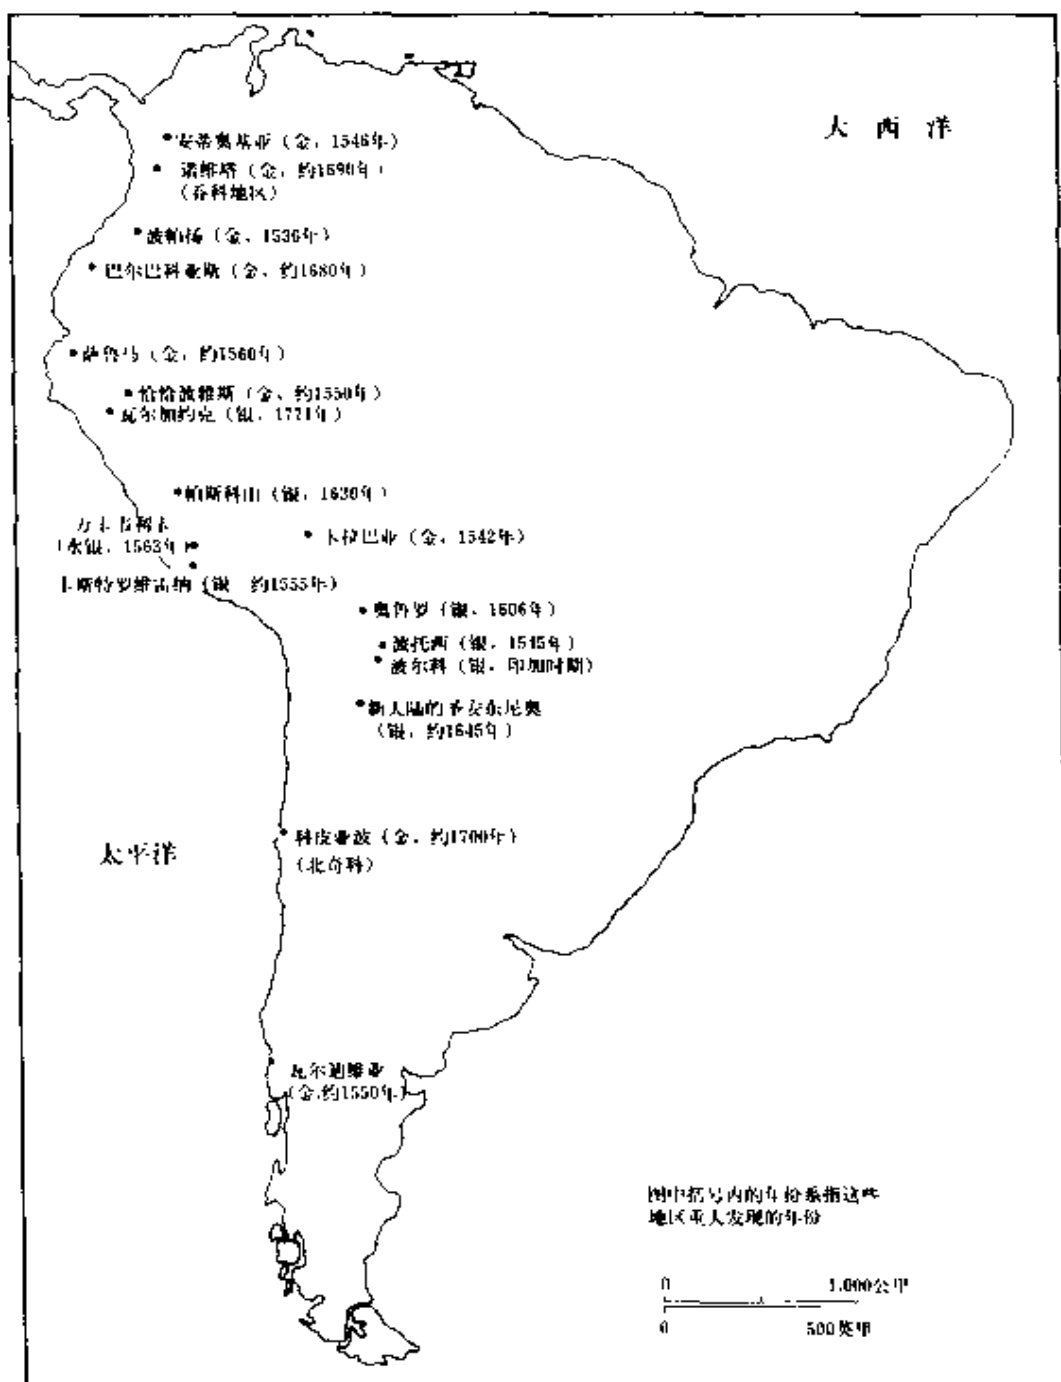 大西洋
安蒂奥基亚（金，1546年）
诺维塔（金，约1690年）
（乔科地区）
波帕扬（金，1536年）
巴尔巴科亚斯（金，约1680年）
萨鲁马（金，约1560年）
恰恰波雅斯（金，约1550年）
瓦尔加约克（银，1771年）
帕斯科山（银，1630年）
（水银，1563年）
卡拉巴亚（金，1542年）
卡斯特罗维雷纳（银 约1555年）
奥鲁罗（银，1606年）
波托西（银，1545年）
波尔科（银，印加时期）
新大陆的圣安东尼奥
（银，约1645年）
科皮亚波（金，约1700年）
（北奇科）
太平洋
瓦尔迪维亚
（金，约1550年）
图中括号内的年份系指这些
地区重大发现的年份
0 1,000公里
0 500英里